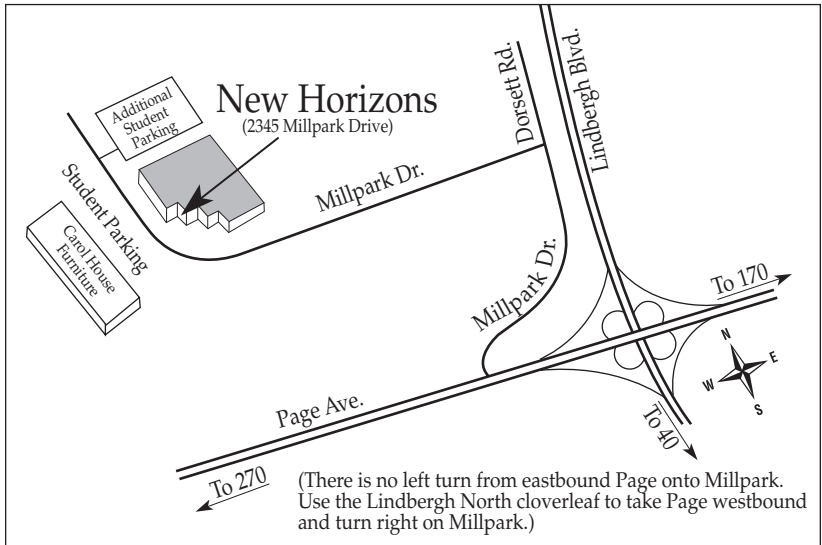 Additional
Student
Parking
New Horizons
(2345 Millpark Drive)
Dorsett Rd.
Lindbergh Blvd.
Student Parking
Millpark Dr.
Carol House
Furniture
Millpark Dr.
To 170
N
E
W
S
Page Ave.
To 40
To 270
(There is no left turn from eastbound Page onto Millpark.
Use the Lindbergh North cloverleaf to take Page westbound
and turn right on Millpark.)